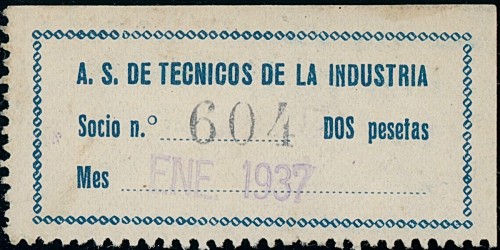 A. S. DE TECNICOS DE LA INDUSTRIA
Socio n.º 604 DOS pesetas
Mes ENE. 1937